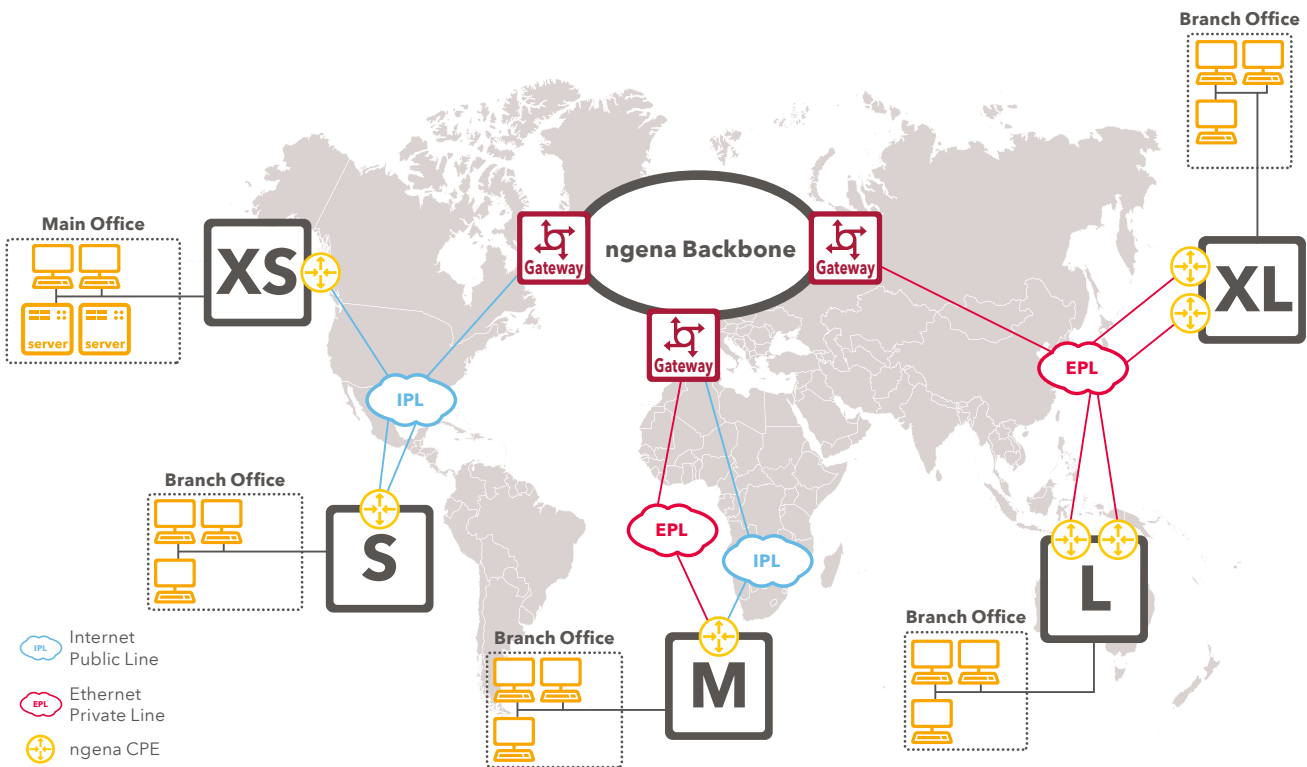 Branch Office
Main Office
XS
server
server
Gateway
ngena Backbone
Gateway
Gateway
XL
IPL
EPL
Branch Office
S
EPL
IPL
L
Branch Office
Branch Office
M
IPL
Internet
Public Line
EPL
Ethernet
Private Line
ngena CPE